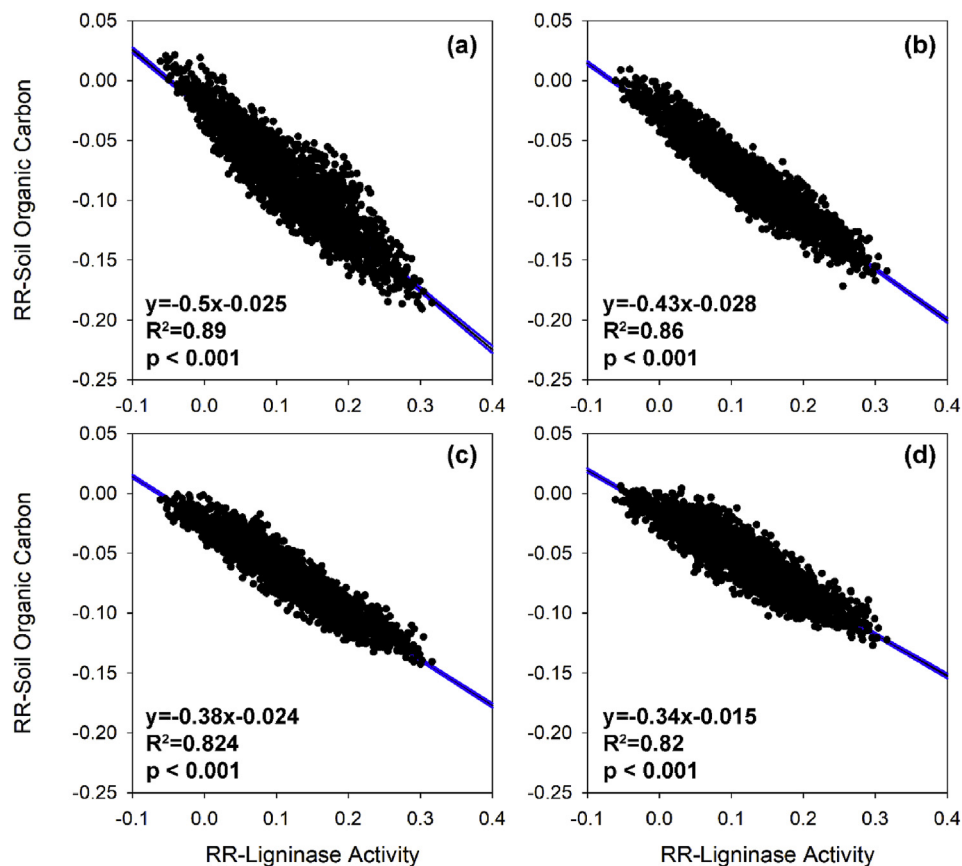 0.05
(a)
0.00
-0.05
-0.10
-0.15
-0.20
-0.25
RR-Soil Organic Carbon
y=-0.5x-0.025
R²=0.89
p < 0.001
-0.1 0.0 0.1 0.2 0.3 0.4
0.05
(b)
0.00
-0.05
-0.10
-0.15
-0.20
-0.25
y=-0.43x-0.028
R²=0.86
p < 0.001
-0.1 0.0 0.1 0.2 0.3 0.4
0.05
(c)
0.00
-0.05
-0.10
-0.15
-0.20
-0.25
RR-Soil Organic Carbon
y=-0.38x-0.024
R²=0.824
p < 0.001
-0.1 0.0 0.1 0.2 0.3 0.4
RR-Ligninase Activity
0.05
(d)
0.00
-0.05
-0.10
-0.15
-0.20
-0.25
y=-0.34x-0.015
R²=0.82
p < 0.001
-0.1 0.0 0.1 0.2 0.3 0.4
RR-Ligninase Activity